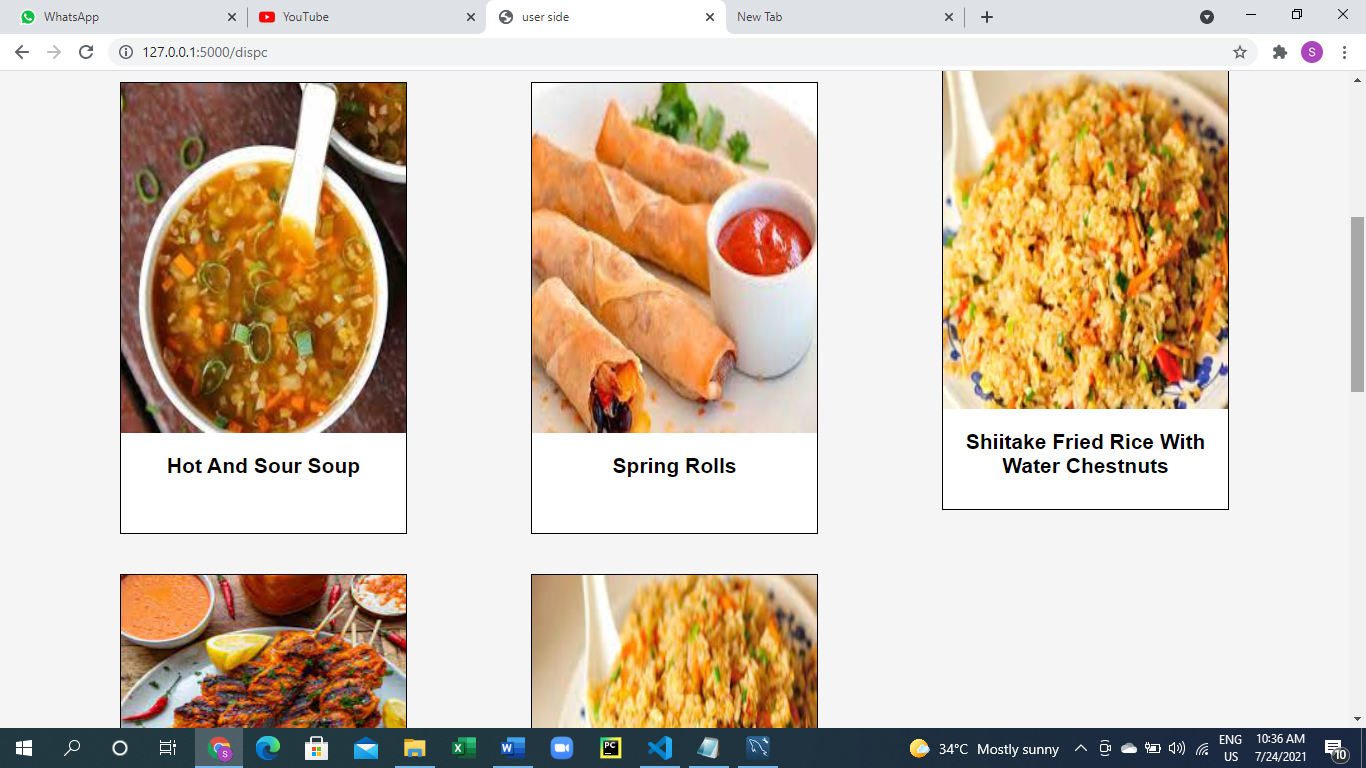 WhatsApp
YouTube
user side
New Tab
127.0.0.1:5000/dispc
S
Hot And Sour Soup
Spring Rolls
Shiitake Fried Rice With
Water Chestnuts
S
PC
34°C Mostly sunny
ENG
US
10:36 AM
7/24/2021
10